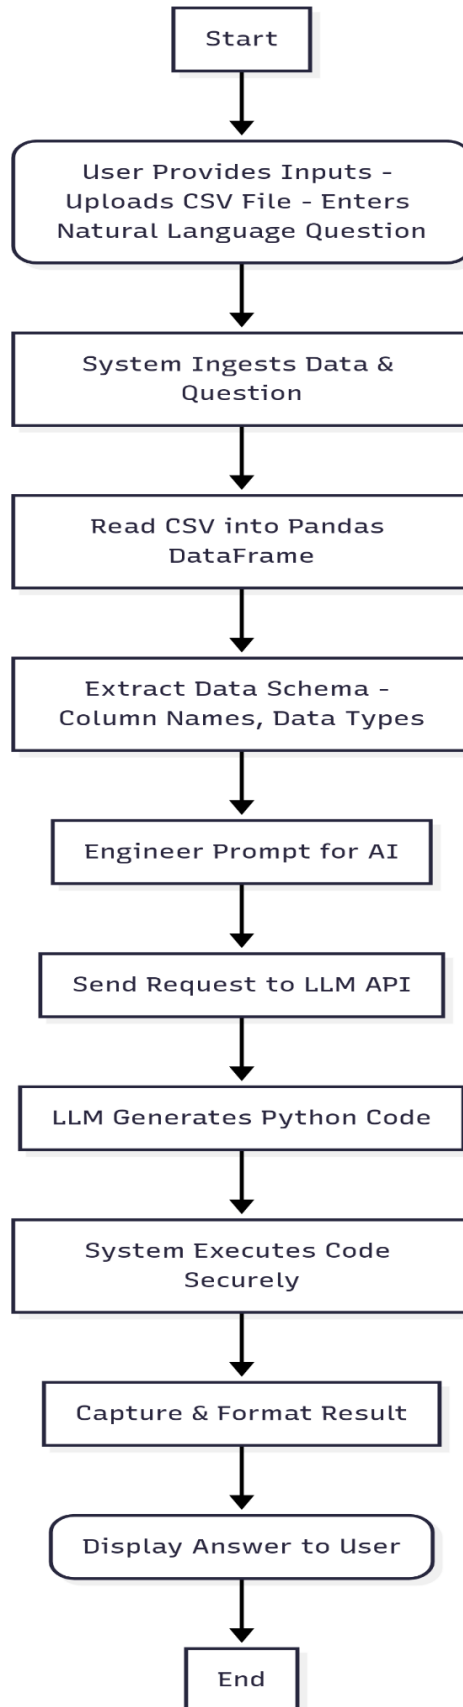 Start
User Provides Inputs -
Uploads CSV File - Enters
Natural Language Question
System Ingests Data &
Question
Read CSV into Pandas
DataFrame
Extract Data Schema -
Column Names, Data Types
Engineer Prompt for AI
Send Request to LLM API
LLM Generates Python Code
System Executes Code
Securely
Capture & Format Result
Display Answer to User
End